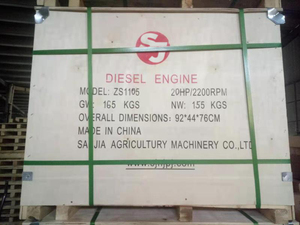 SJ
DIESEL ENGINE
MODEL: ZS1105 20HP/2200RPM
GW: 165 KGS NW: 155 KGS
OVERALL DIMENSIONS: 92*44*76CM
MADE IN CHINA
JIA AGRICULTURY MACHINERY CO.,LTD